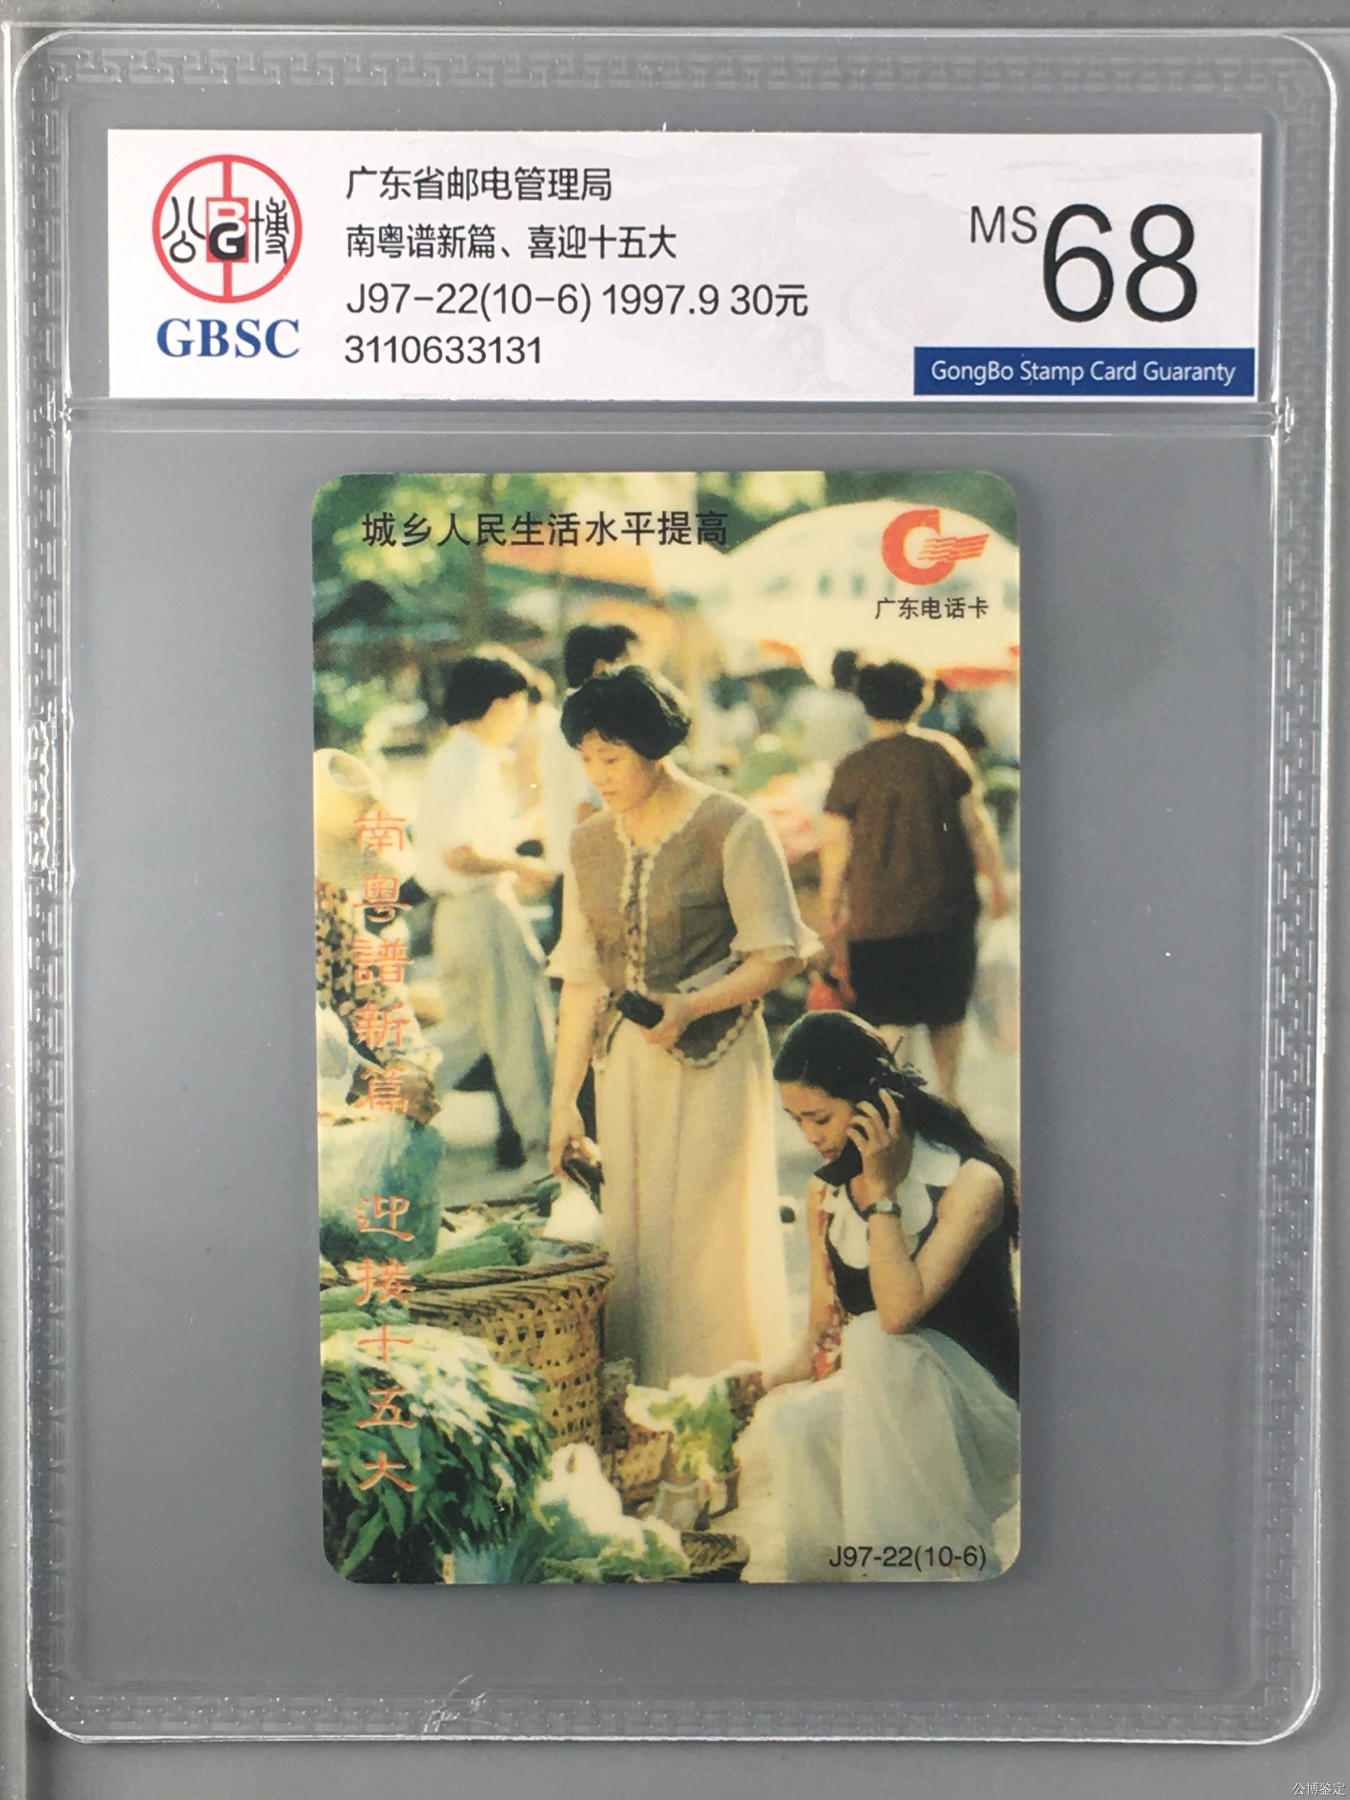 公博
BG
GBSC
广东省邮电管理局
南粤谱新篇、喜迎十五大
J97-22(10-6) 1997.9 30元
3110633131
MS 68
GongBo Stamp Card Guaranty
城乡人民生活水平提高
广东电话卡
南粤譜新篇 迎接十五大
J97-22(10-6)
公博鉴定